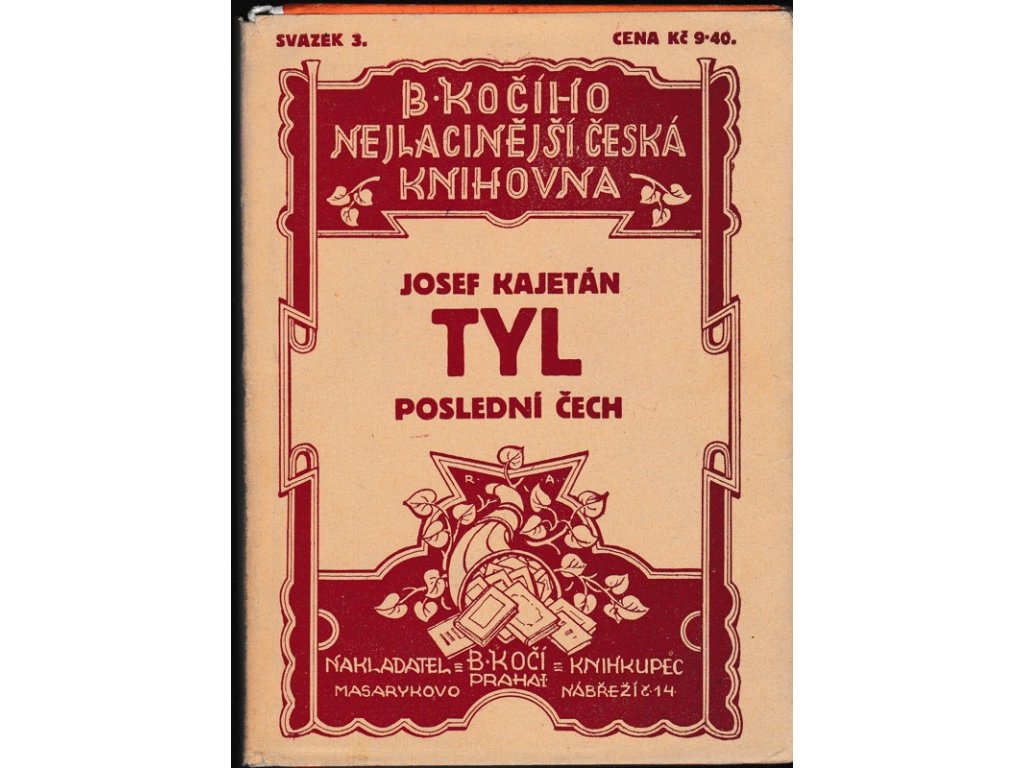 SVAZEK 3.
CENA Kč 9·40.
B·KOČÍHO
NEJLACINĚJŠÍ ČESKÁ
KNIHOVNA
JOSEF KAJETÁN
TYL
POSLEDNÍ ČECH
R A
NAKLADATEL = B·KOČÍ = KNIHKUPEC
PRAHA I
MASARYKOVO NÁBŘEŽÍ č·14